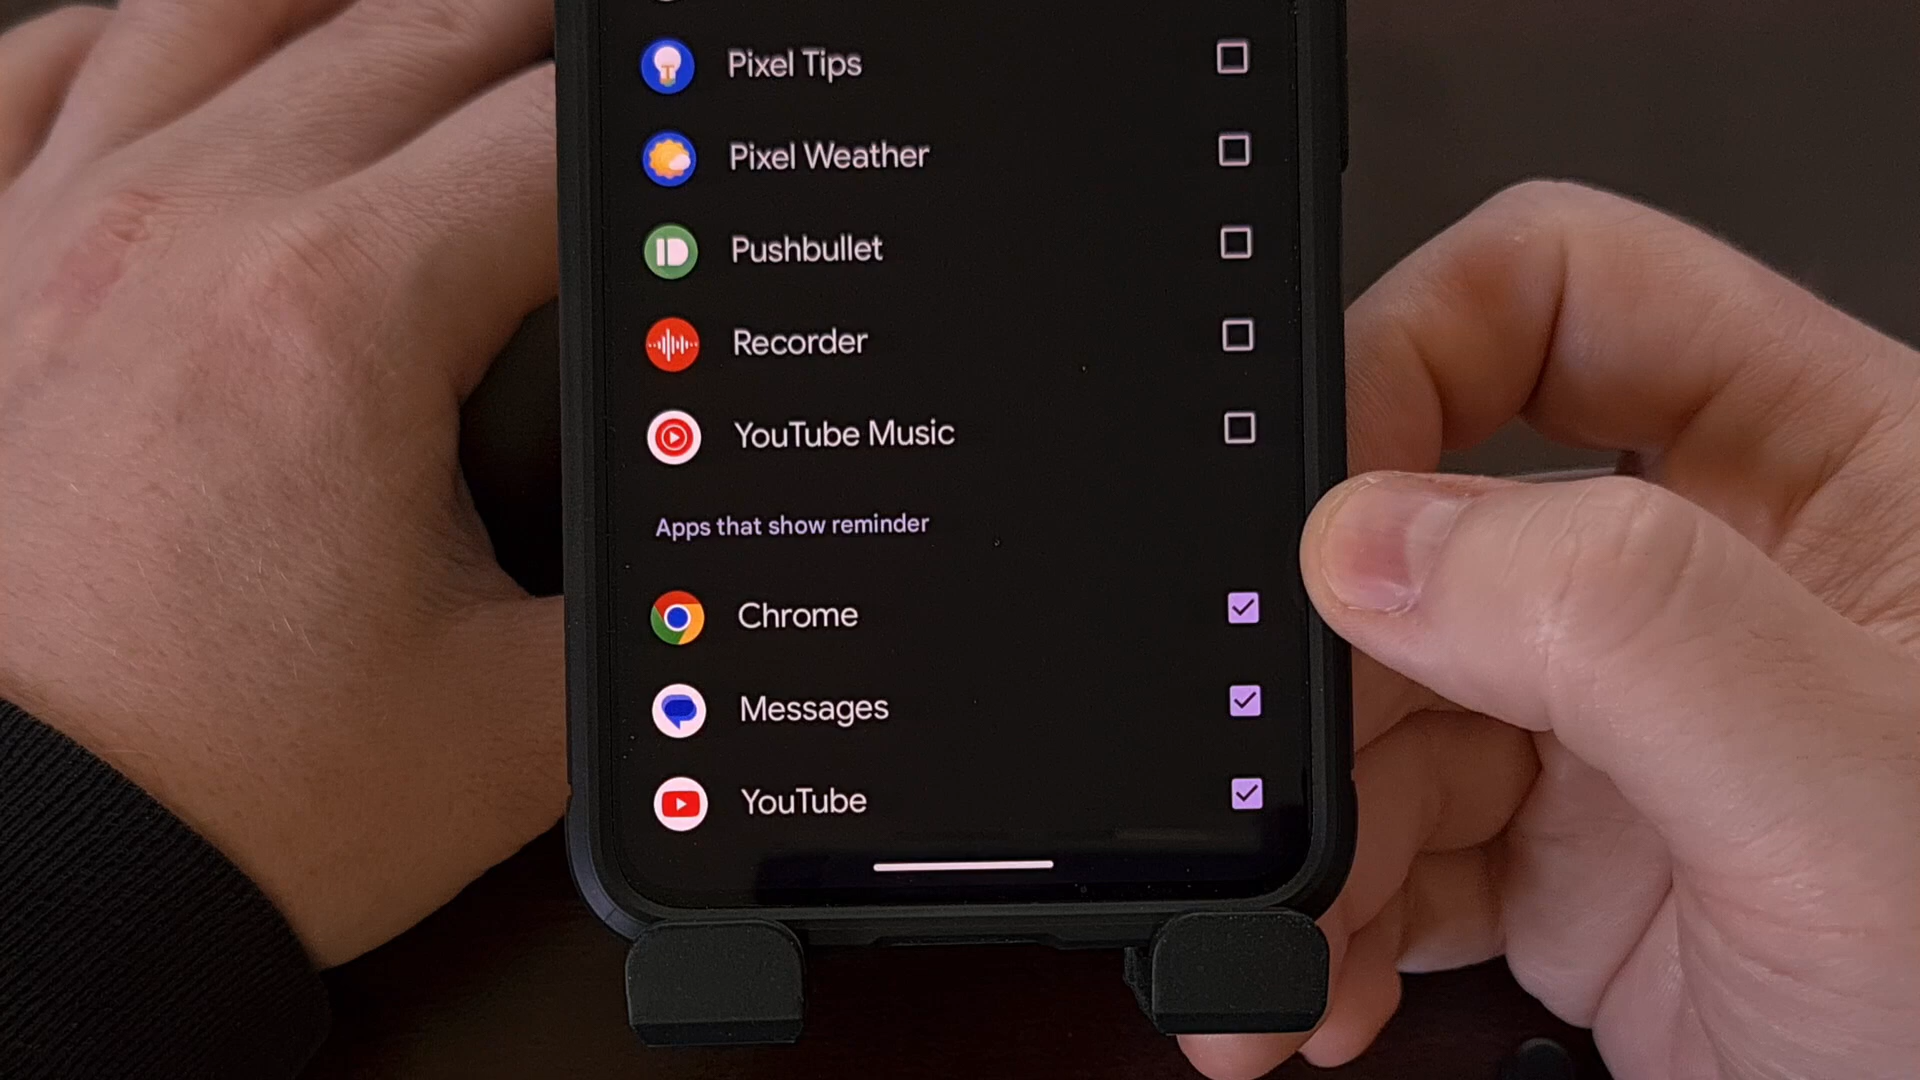 Pixel Tips
Pixel Weather
Pushbullet
Recorder
YouTube Music
Apps that show reminder
Chrome
Messages
YouTube